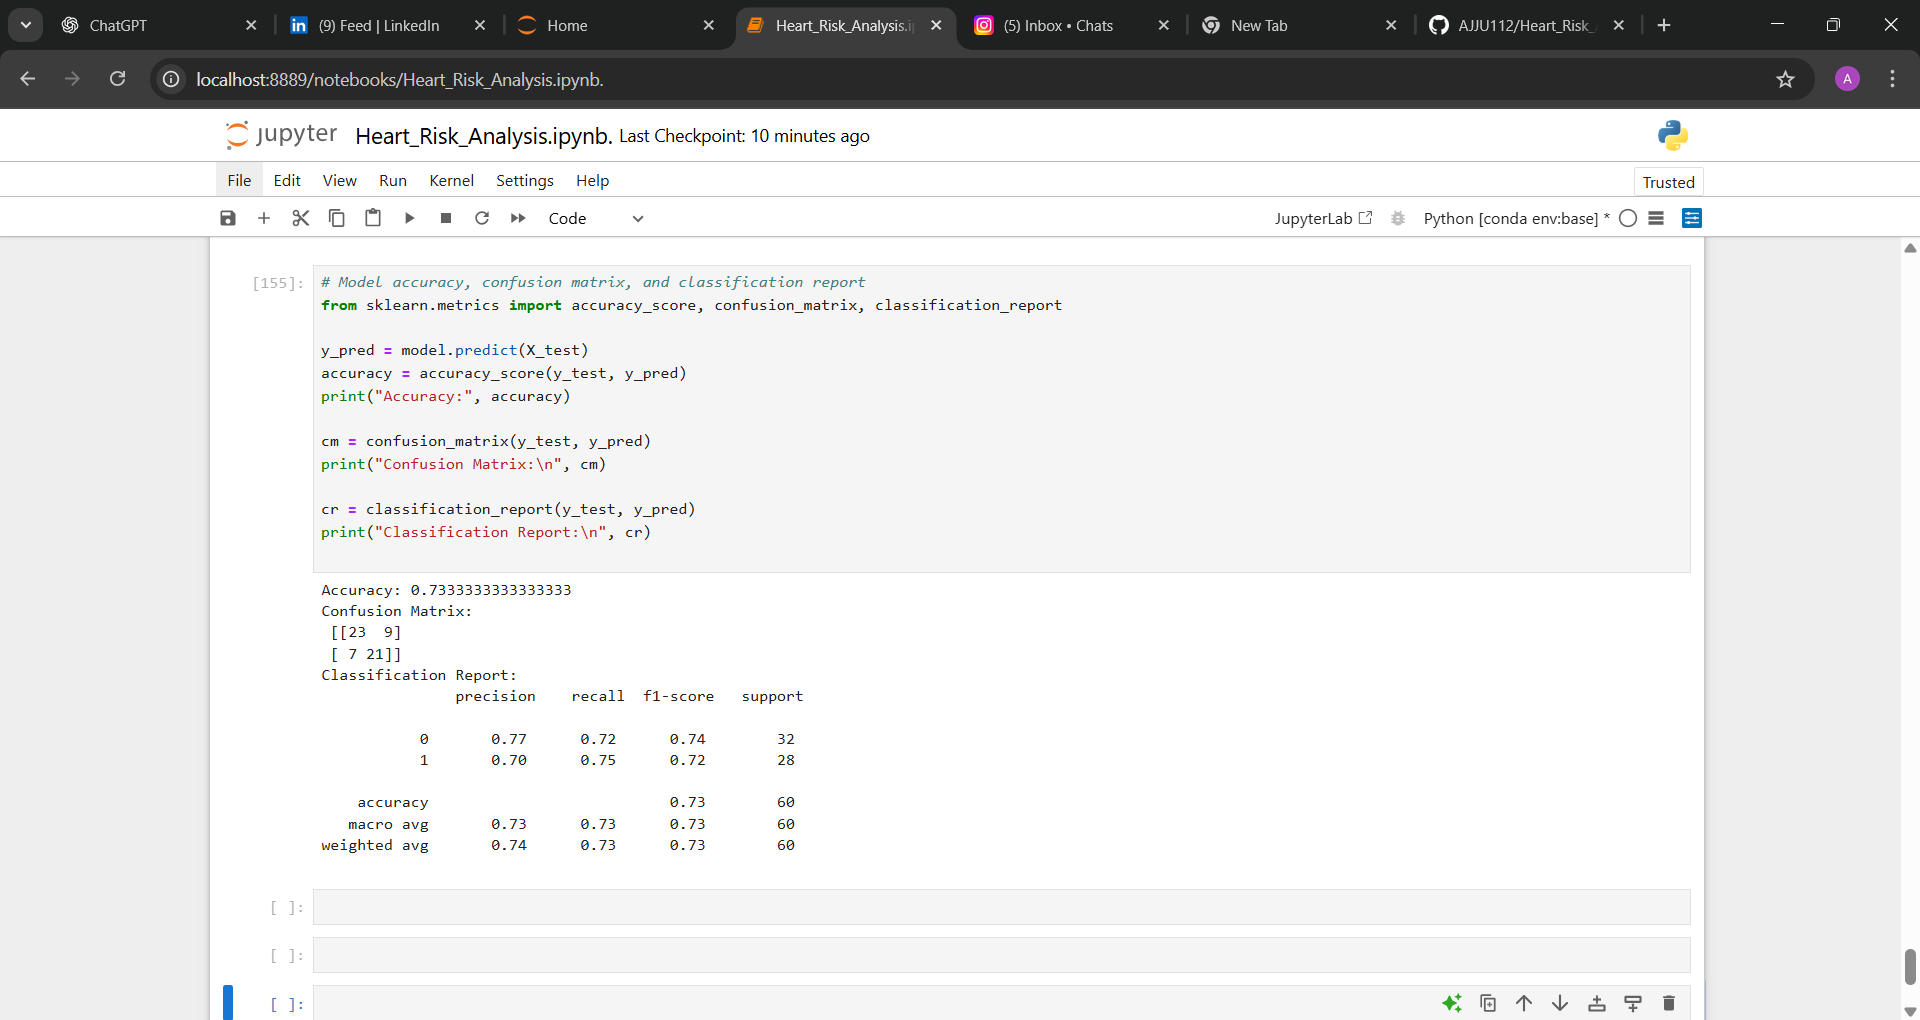 ChatGPT
(9) Feed | LinkedIn
Home
Heart_Risk_Analysis.i
(5) Inbox • Chats
New Tab
AJJU112/Heart_Risk_
localhost:8889/notebooks/Heart_Risk_Analysis.ipynb.
A
jupyter Heart_Risk_Analysis.ipynb. Last Checkpoint: 10 minutes ago
File Edit View Run Kernel Settings Help
Trusted
Code
JupyterLab
Python [conda env:base] *
[155]:
# Model accuracy, confusion matrix, and classification report
from sklearn.metrics import accuracy_score, confusion_matrix, classification_report
y_pred = model.predict(X_test)
accuracy = accuracy_score(y_test, y_pred)
print("Accuracy:", accuracy)
cm = confusion_matrix(y_test, y_pred)
print("Confusion Matrix:\n", cm)
cr = classification_report(y_test, y_pred)
print("Classification Report:\n", cr)
Accuracy: 0.7333333333333333
Confusion Matrix:
[[23  9]
[ 7 21]]
Classification Report:
precision recall f1-score support
0 0.77 0.72 0.74 32
1 0.70 0.75 0.72 28
accuracy 0.73 60
macro avg 0.73 0.73 0.73 60
weighted avg 0.74 0.73 0.73 60
[ ]:
[ ]:
[ ]: